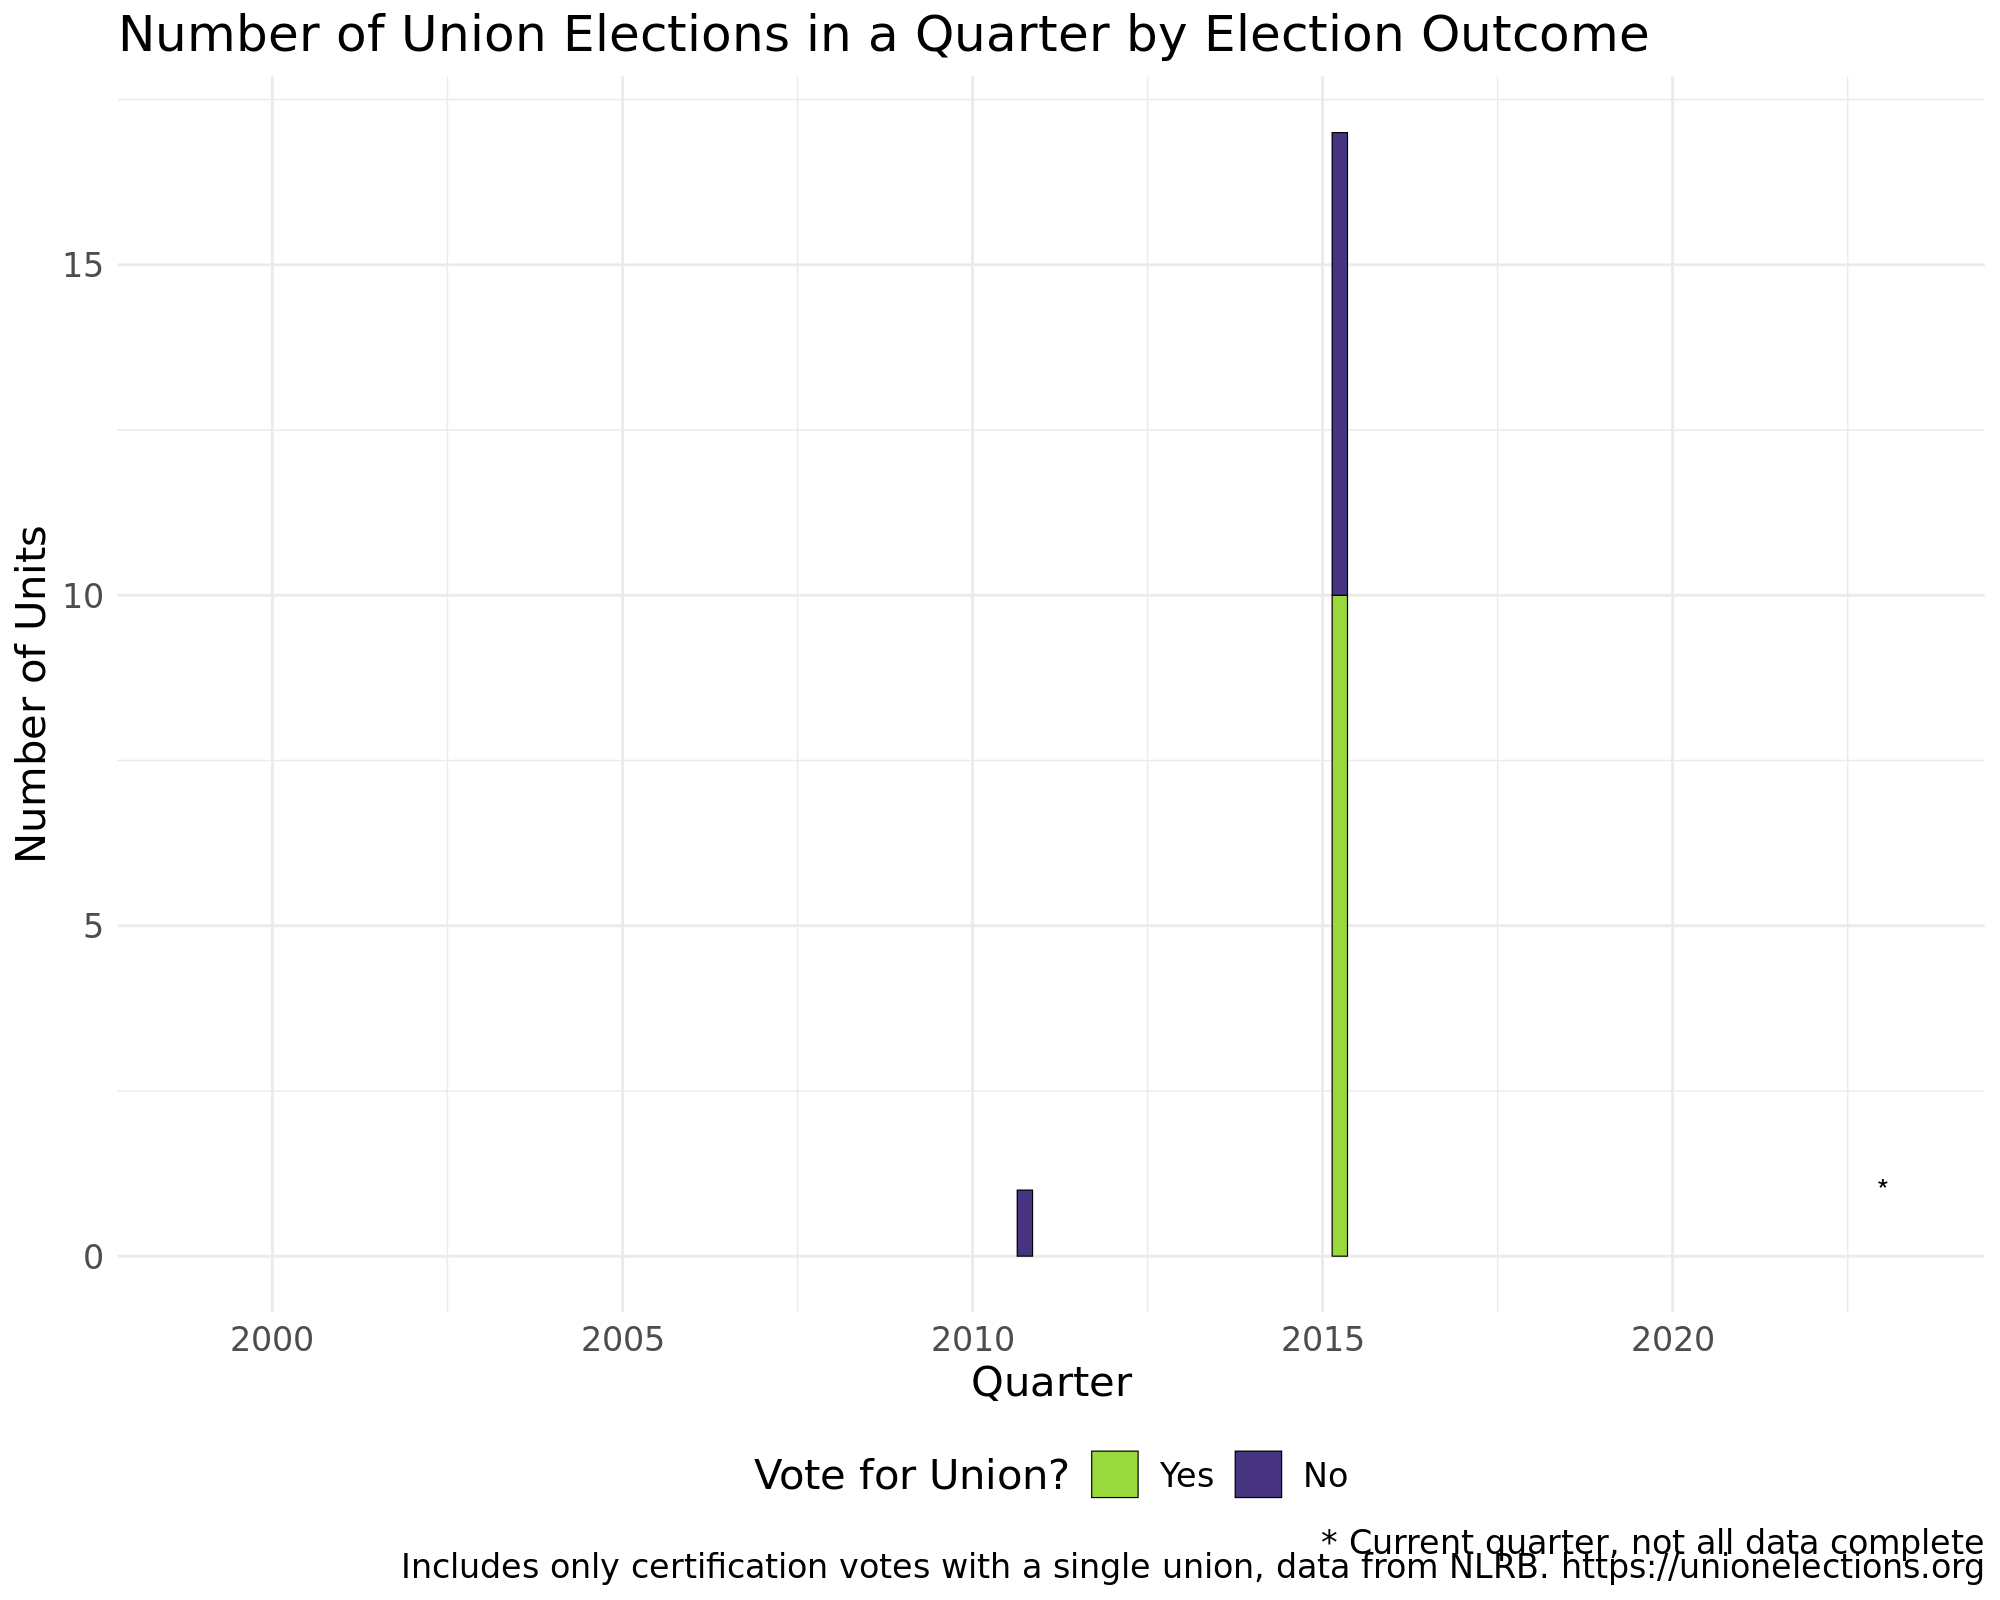 Number of Union Elections in a Quarter by Election Outcome
Number of Units
15
10
5
0
*
2000 2005 2010 2015 2020
Quarter
Vote for Union? Yes No
* Current quarter, not all data complete
Includes only certification votes with a single union, data from NLRB. https://unionelections.org